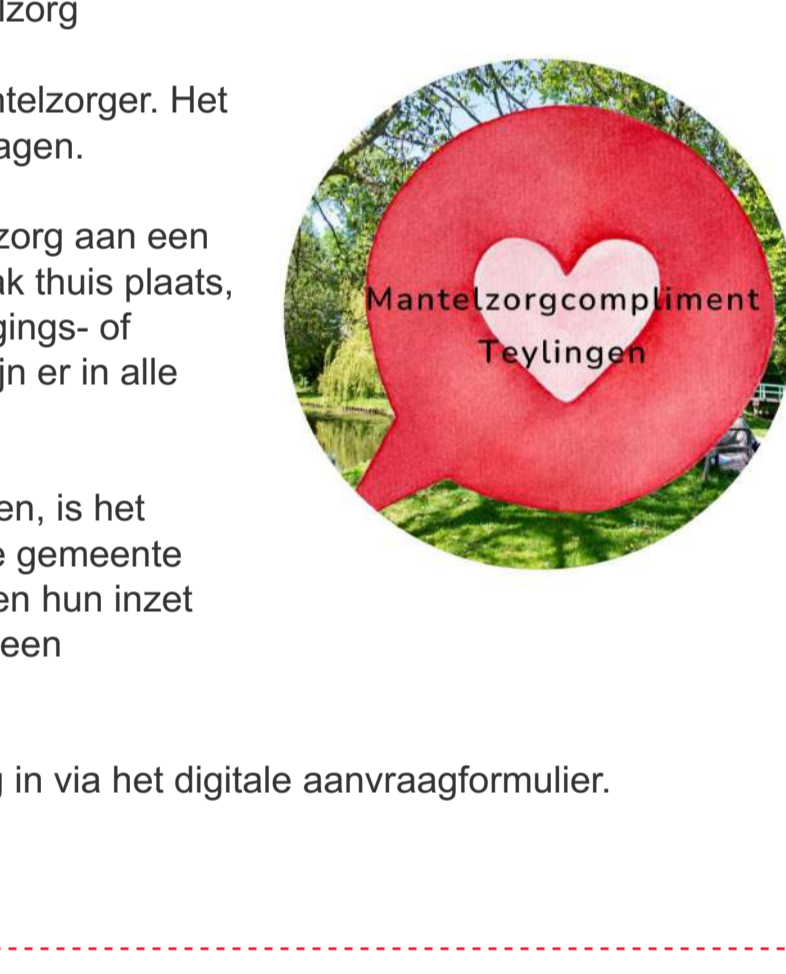 lzorg
ntelzorger. Het
agen.
zorg aan een
ak thuis plaats,
gings- of
jn er in alle
en, is het
e gemeente
en hun inzet
een
in via het digitale aanvraagformulier.
Mantelzorgcompliment
Teylingen